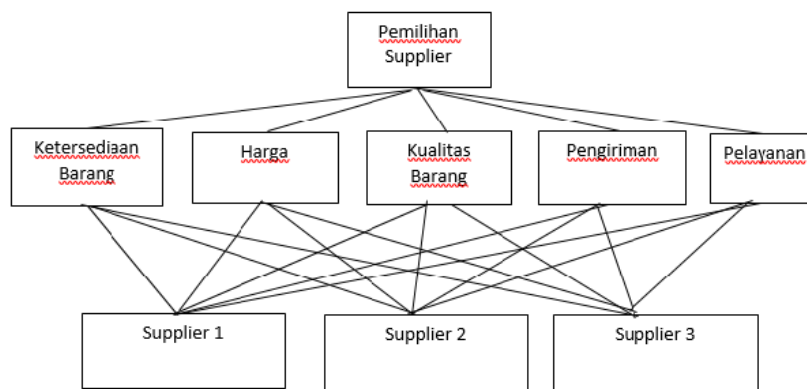 Pemilihan
Supplier
Ketersediaan
Barang
Harga
Kualitas
Barang
Pengiriman
Pelayanan
Supplier 1
Supplier 2
Supplier 3